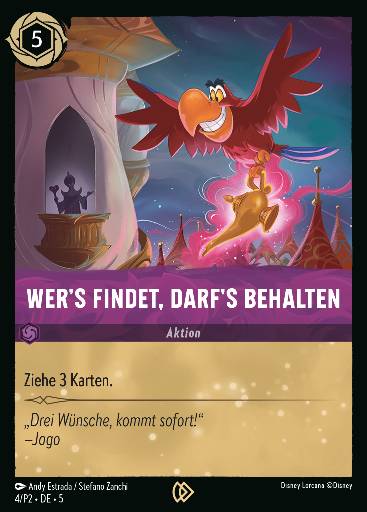 5
WER'S FINDET, DARF'S BEHALTEN
Aktion
Ziehe 3 Karten.
„Drei Wünsche, kommt sofort!“
–Jago
Andy Estrada / Stefano Zanchi
Disney Lorcana ©Disney
4/P2 • DE • 5